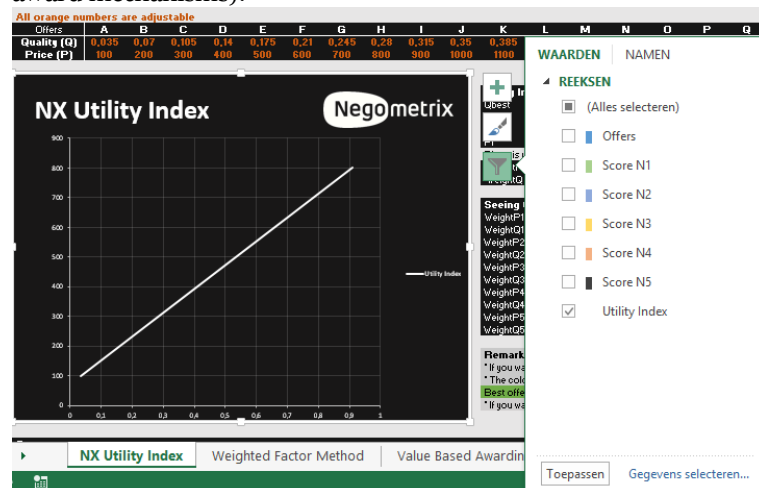 award mechanisms).
All orange numbers are adjustable
Offers A B C D E F G H I J K L M N O P Q
Quality (Q) 0,035 0,07 0,105 0,14 0,175 0,21 0,245 0,28 0,315 0,35 0,385
Price (P) 100 200 300 400 500 600 700 800 900 1000 1100
NX Utility Index
Negometrix
900
800
700
600
500
400
300
200
100
0
0 0,1 0,2 0,3 0,4 0,5 0,6 0,7 0,8 0,9 1
Utility Index
Qbest
Seeing
WeightP1
WeightQ1
WeightP2
WeightQ2
WeightP3
WeightQ3
WeightP4
WeightQ4
WeightP5
WeightQ5
Remark
*If you wa
*The colo
Best offe
*If you wa
WAARDEN NAMEN
REEKSEN
(Alles selecteren)
Offers
Score N1
Score N2
Score N3
Score N4
Score N5
Utility Index
Toepassen Gegevens selecteren...
NX Utility Index Weighted Factor Method Value Based Awardin